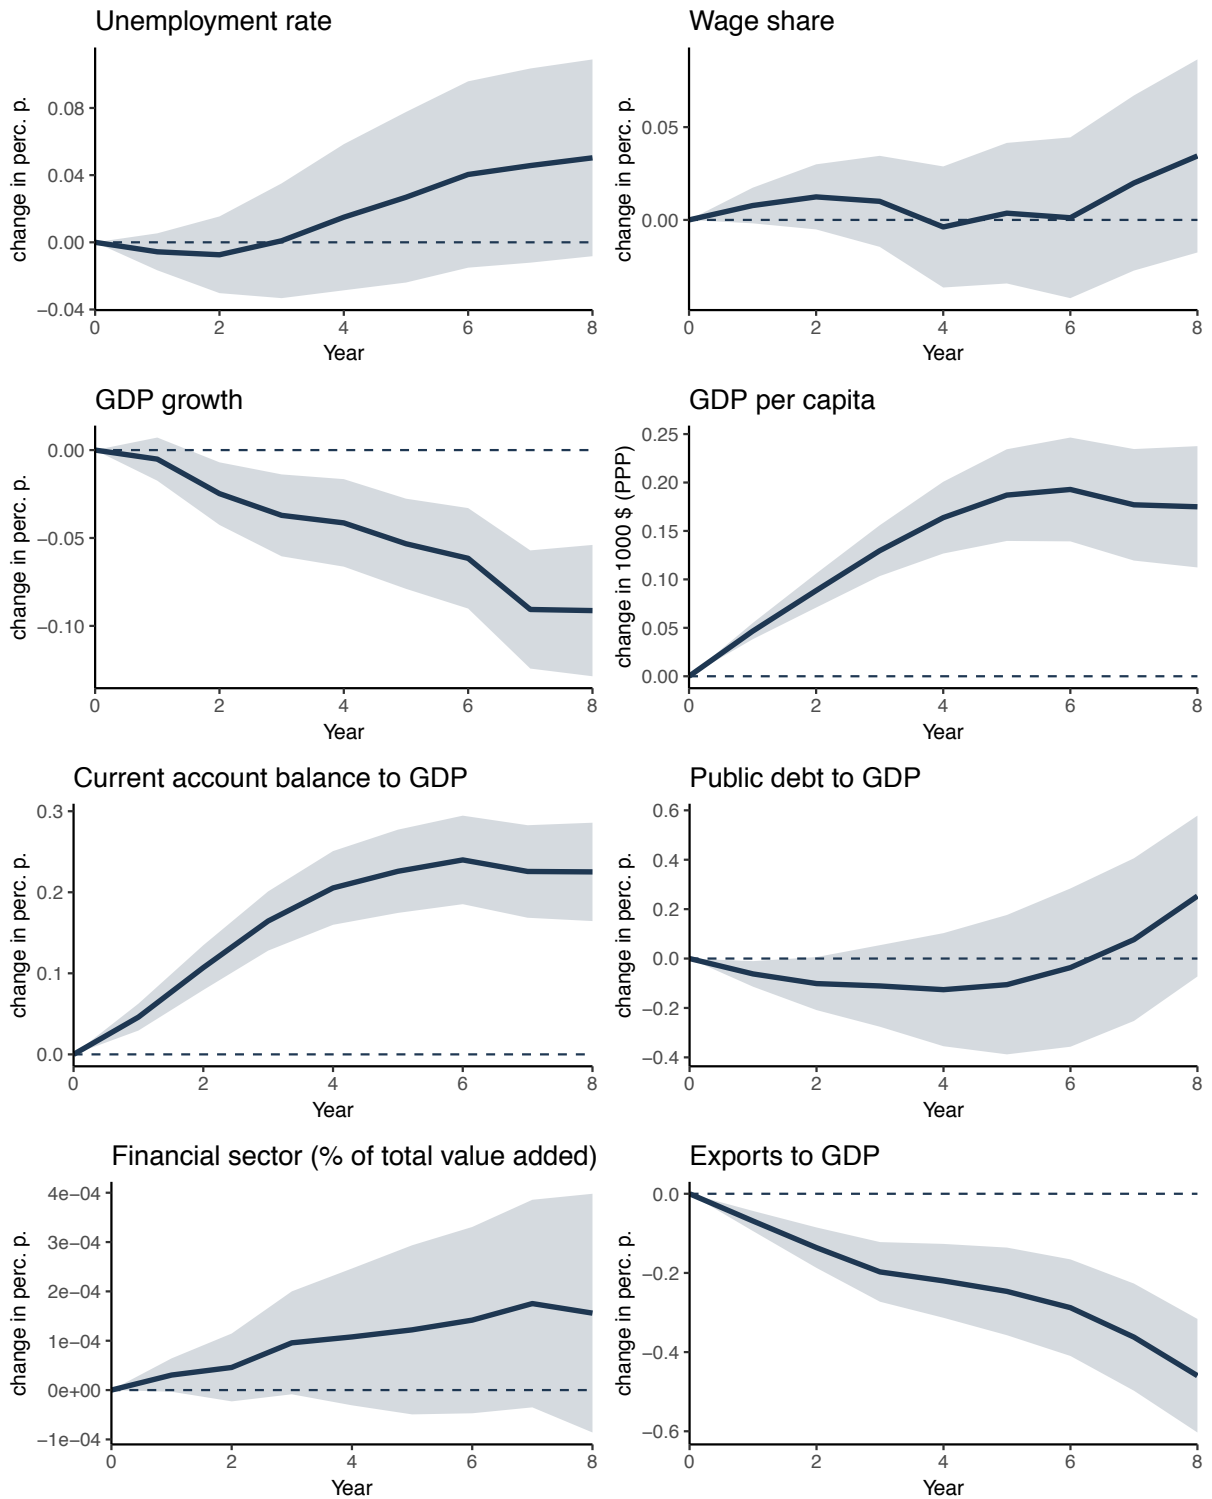 Unemployment rate
change in perc. p.
0.08
0.04
0.00
−0.04
0 2 4 6 8
Year
Wage share
change in perc. p.
0.05
0.00
0 2 4 6 8
Year
GDP growth
change in perc. p.
0.00
−0.05
−0.10
0 2 4 6 8
Year
GDP per capita
change in 1000 $ (PPP)
0.25
0.20
0.15
0.10
0.05
0.00
0 2 4 6 8
Year
Current account balance to GDP
change in perc. p.
0.3
0.2
0.1
0.0
0 2 4 6 8
Year
Public debt to GDP
change in perc. p.
0.6
0.4
0.2
0.0
−0.2
−0.4
0 2 4 6 8
Year
Financial sector (% of total value added)
change in perc. p.
4e−04
3e−04
2e−04
1e−04
0e+00
−1e−04
0 2 4 6 8
Year
Exports to GDP
change in perc. p.
0.0
−0.2
−0.4
−0.6
0 2 4 6 8
Year